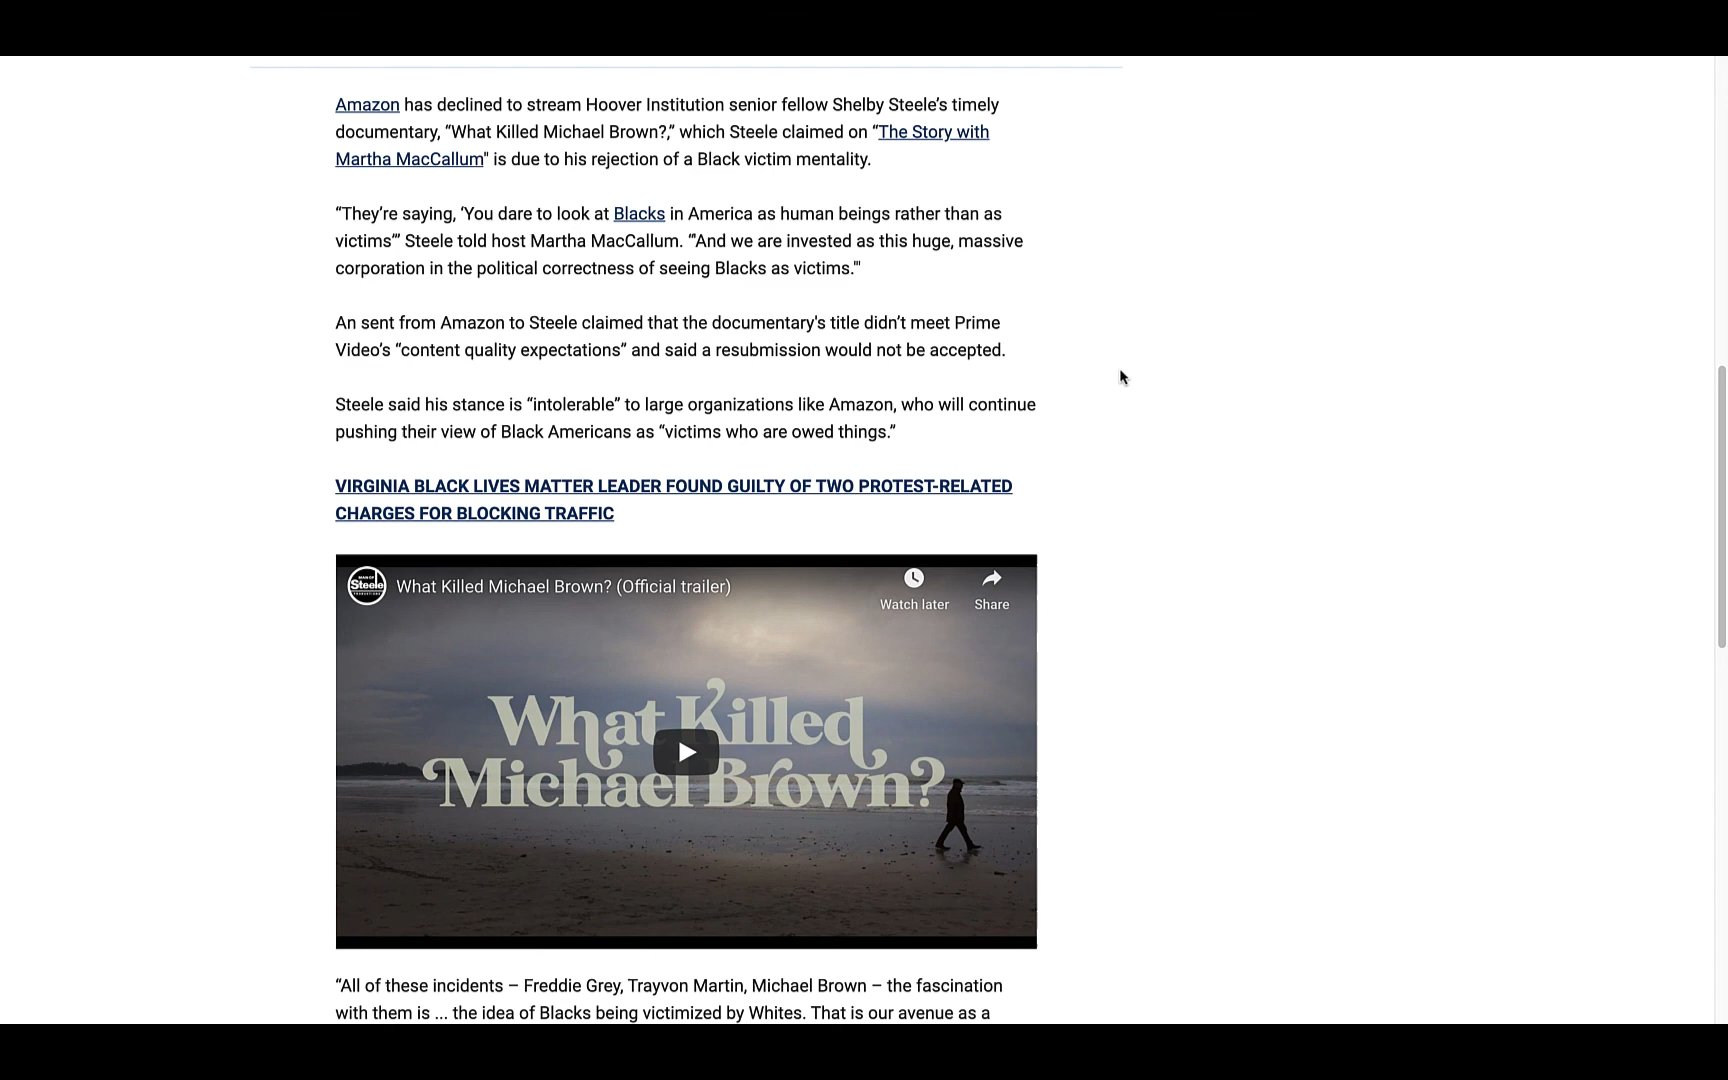 Amazon has declined to stream Hoover Institution senior fellow Shelby Steele’s timely
documentary, “What Killed Michael Brown?,” which Steele claimed on “The Story with
Martha MacCallum" is due to his rejection of a Black victim mentality.
“They’re saying, ‘You dare to look at Blacks in America as human beings rather than as
victims’” Steele told host Martha MacCallum. “‘And we are invested as this huge, massive
corporation in the political correctness of seeing Blacks as victims.’"
An sent from Amazon to Steele claimed that the documentary's title didn’t meet Prime
Video’s “content quality expectations” and said a resubmission would not be accepted.
Steele said his stance is “intolerable” to large organizations like Amazon, who will continue
pushing their view of Black Americans as “victims who are owed things.”
VIRGINIA BLACK LIVES MATTER LEADER FOUND GUILTY OF TWO PROTEST-RELATED
CHARGES FOR BLOCKING TRAFFIC
Steele
What Killed Michael Brown? (Official trailer)
Watch later
Share
What Killed
Michael Brown?
“All of these incidents – Freddie Grey, Trayvon Martin, Michael Brown – the fascination
with them is ... the idea of Blacks being victimized by Whites. That is our avenue as a